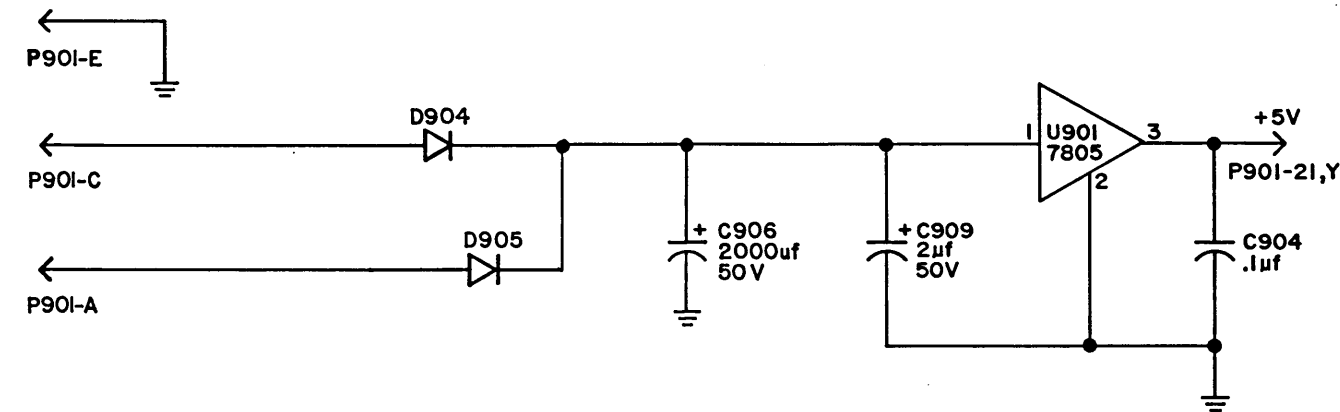 P901-E
D904
P901-C
D905
P901-A
+ C906
2000uf
50V
+ C909
2µf
50V
1
U901
7805
2
3
+5V
P901-21,Y
C904
.1µf